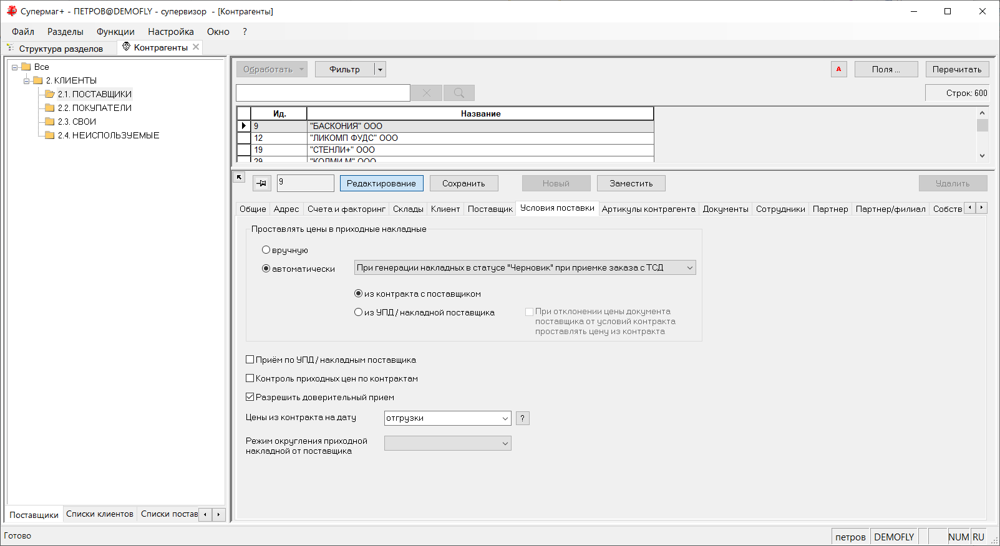 Супермаг+ - ПЕТРОВ@DEMOFLY - супервизор - [Контрагенты]
Файл Разделы Функции Настройка Окно ?
Структура разделов Контрагенты
Все
2. КЛИЕНТЫ
2.1. ПОСТАВЩИКИ
2.2. ПОКУПАТЕЛИ
2.3. СВОИ
2.4. НЕИСПОЛЬЗУЕМЫЕ
Поставщики Списки клиентов Списки постав
Обработать Фильтр A Поля ... Перечитать
Строк: 600
Ид. Название
9 "БАСКОНИЯ" ООО
12 "ЛИКОМП ФУДС" ООО
19 "СТЕНЛИ+" ООО
29 "КОЛМИ М" ООО
9 Редактирование Сохранить Новый Заместить Удалить
Общие Адрес Счета и факторинг Склады Клиент Поставщик Условия поставки Артикулы контрагента Документы Сотрудники Партнер Партнер/филиал Собств
Проставлять цены в приходные накладные
вручную
автоматически При генерации накладных в статусе "Черновик" при приемке заказа с ТСД
из контракта с поставщиком
из УПД / накладной поставщика
При отклонении цены документа
поставщика от условий контракта
проставлять цену из контракта
Приём по УПД / накладным поставщика
Контроль приходных цен по контрактам
Разрешить доверительный прием
Цены из контракта на дату отгрузки ?
Режим округления приходной
накладной от поставщика
Готово петров DEMOFLY NUM RU